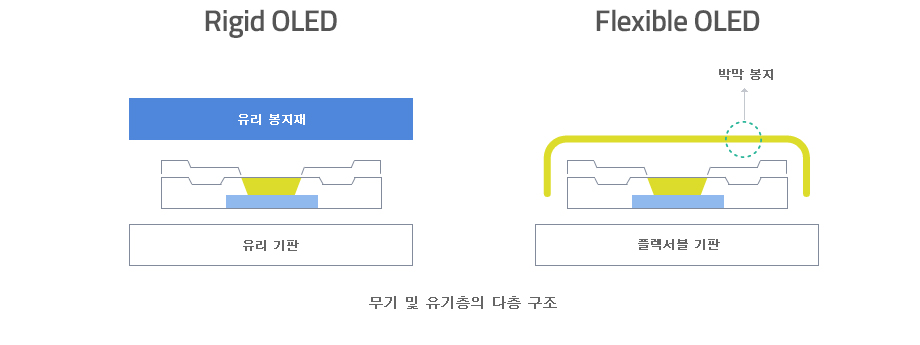 Rigid OLED
Flexible OLED
박막 봉지
유리 봉지재
유리 기판
플렉서블 기판
무기 및 유기층의 다층 구조